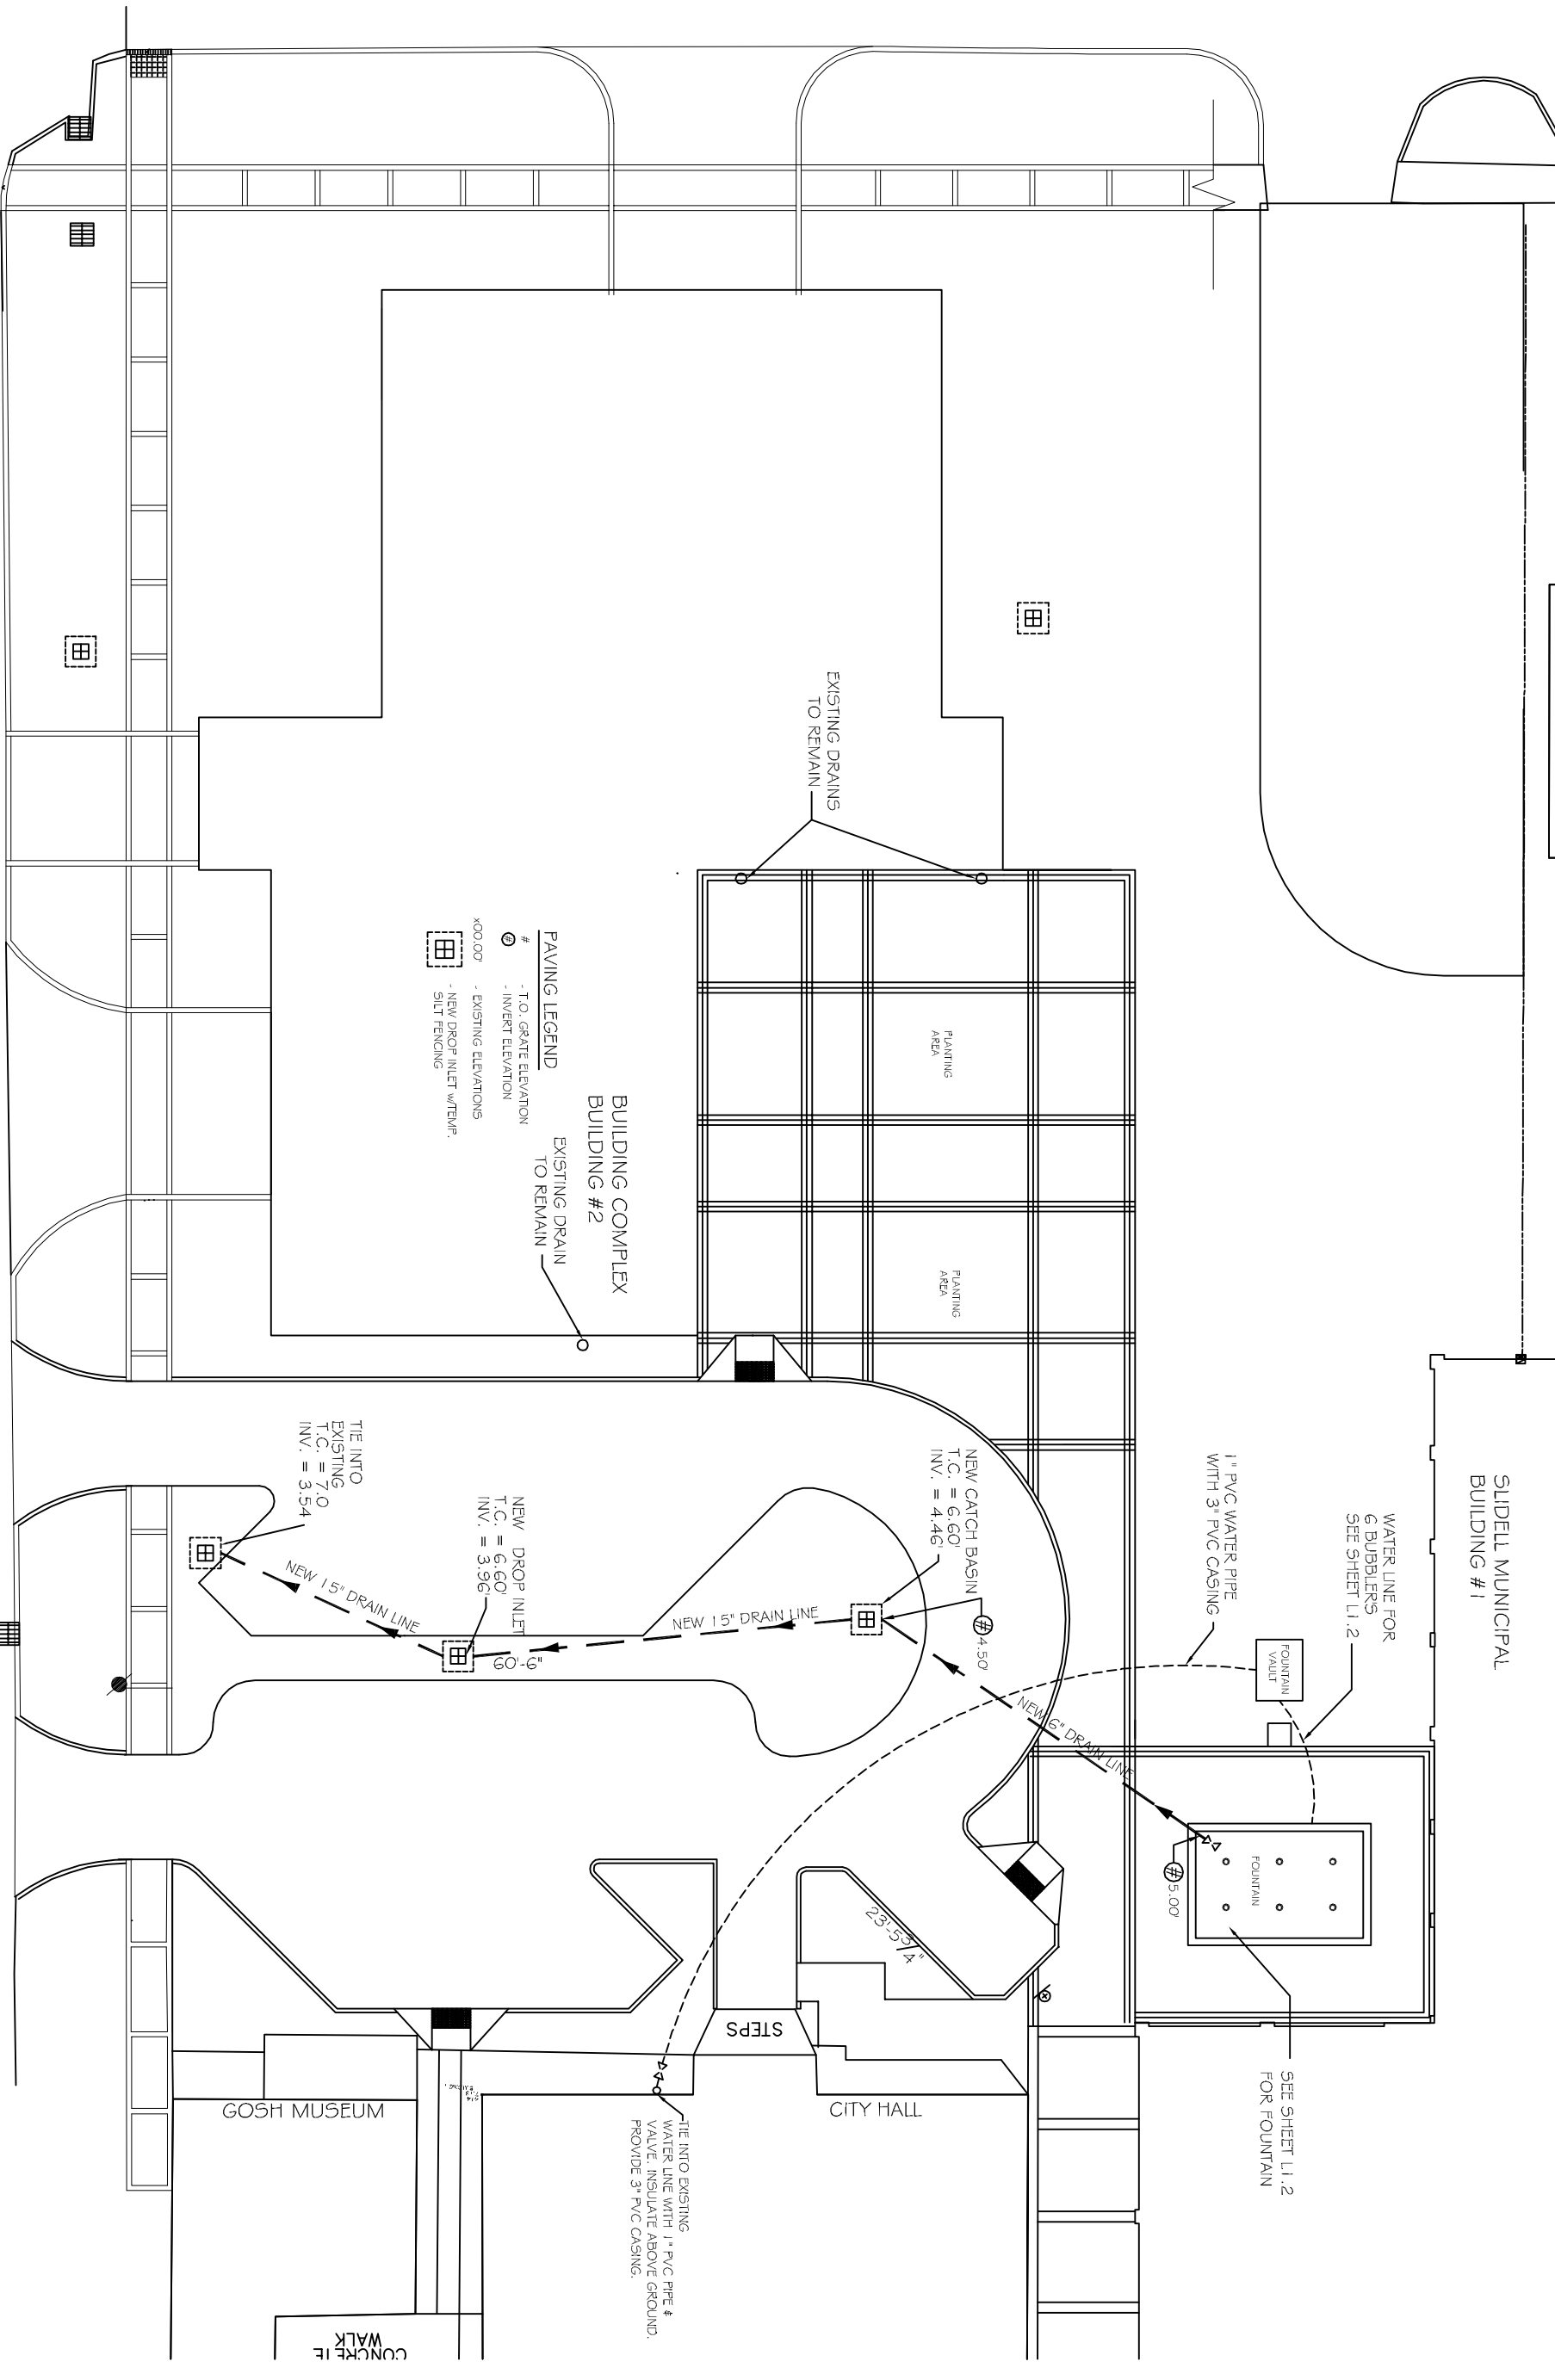 SLIDELL MUNICIPAL
BUILDING #1
WATER LINE FOR
6 BUBBLERS
SEE SHEET L1.2
1" PVC WATER PIPE
WITH 3" PVC CASING
FOUNTAIN
VAULT
FOUNTAIN
5.00'
SEE SHEET L1.2
FOR FOUNTAIN
EXISTING DRAINS
TO REMAIN
PLANTING
AREA
PLANTING
AREA
NEW CATCH BASIN
T.C. = 6.60'
INV. = 4.46'
4.50'
NEW 6" DRAIN LINE
NEW 15" DRAIN LINE
60'-6"
23'-5 3/4"
STEPS
CITY HALL
BUILDING COMPLEX
BUILDING #2
EXISTING DRAIN
TO REMAIN
PAVING LEGEND
# - T.O. GRATE ELEVATION
# - INVERT ELEVATION
x00.00' - EXISTING ELEVATIONS
- NEW DROP INLET w/TEMP.
SILT FENCING
NEW DROP INLET
T.C. = 6.60'
INV. = 3.96'
TIE INTO
EXISTING
T.C. = 7.0
INV. = 3.54
NEW 15" DRAIN LINE
TIE INTO EXISTING
WATER LINE WITH 1" PVC PIPE &
VALVE. INSULATE ABOVE GROUND.
PROVIDE 3" PVC CASING.
GOSH MUSEUM
CONCRETE
WALK